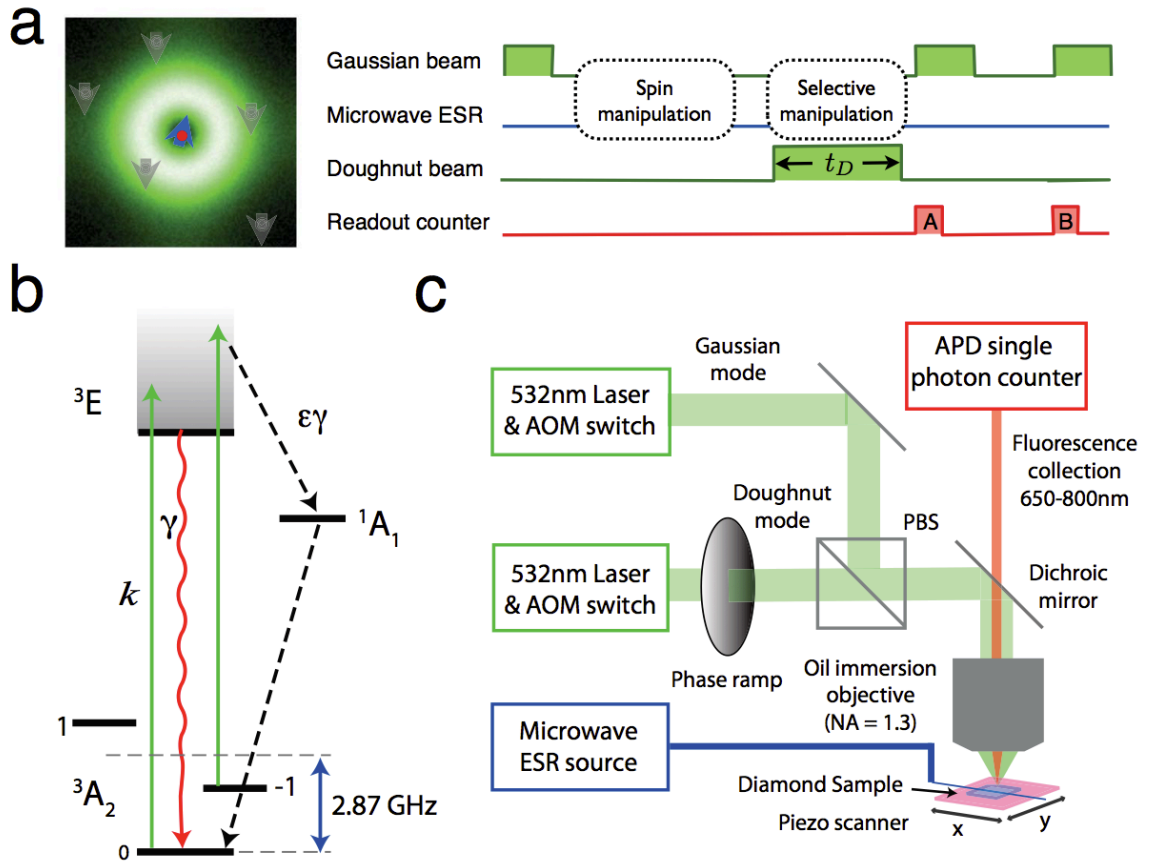 a
Gaussian beam
Microwave ESR
Doughnut beam
Readout counter
Spin
manipulation
Selective
manipulation
t_D
A
B
b
³E
εγ
γ
¹A₁
k
1
³A₂
-1
2.87 GHz
0
c
Gaussian
mode
APD single
photon counter
532nm Laser
& AOM switch
Fluorescence
collection
650-800nm
Doughnut
mode
PBS
532nm Laser
& AOM switch
Dichroic
mirror
Phase ramp
Oil immersion
objective
(NA = 1.3)
Microwave
ESR source
Diamond Sample
Piezo scanner
x
y